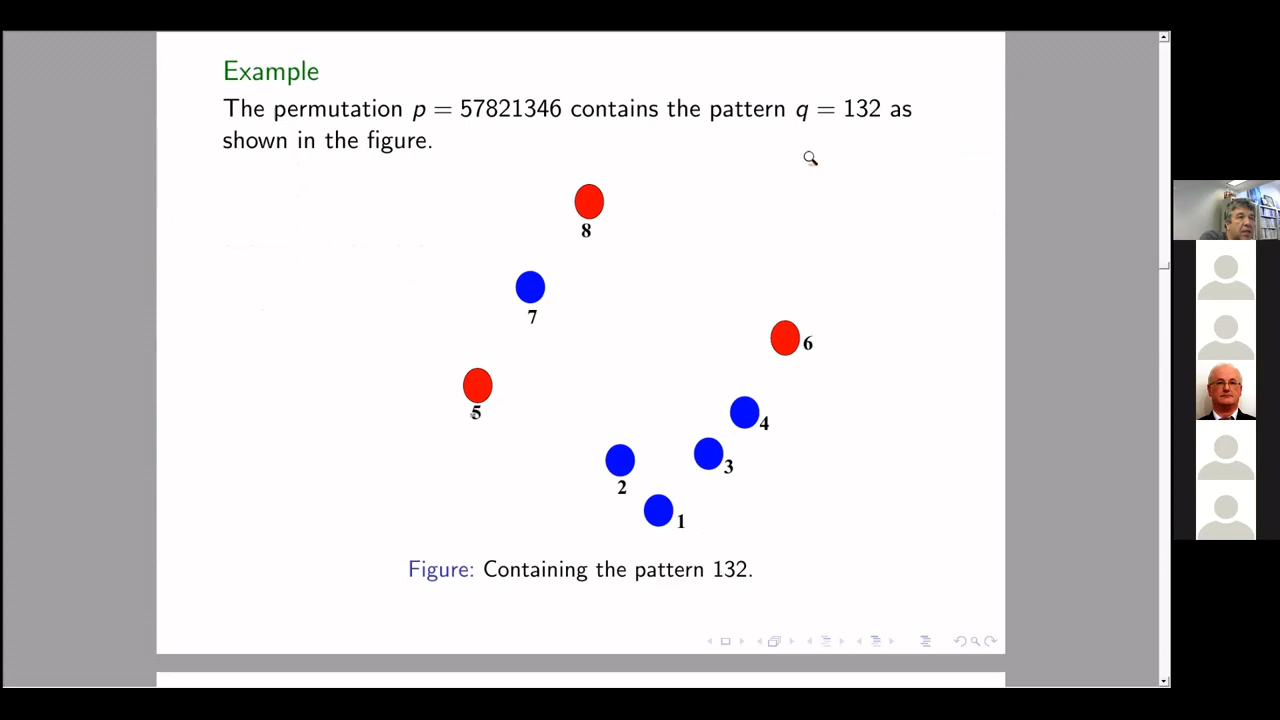 Example
The permutation p = 57821346 contains the pattern q = 132 as
shown in the figure.
8
7
6
5
4
3
2
1
Figure: Containing the pattern 132.